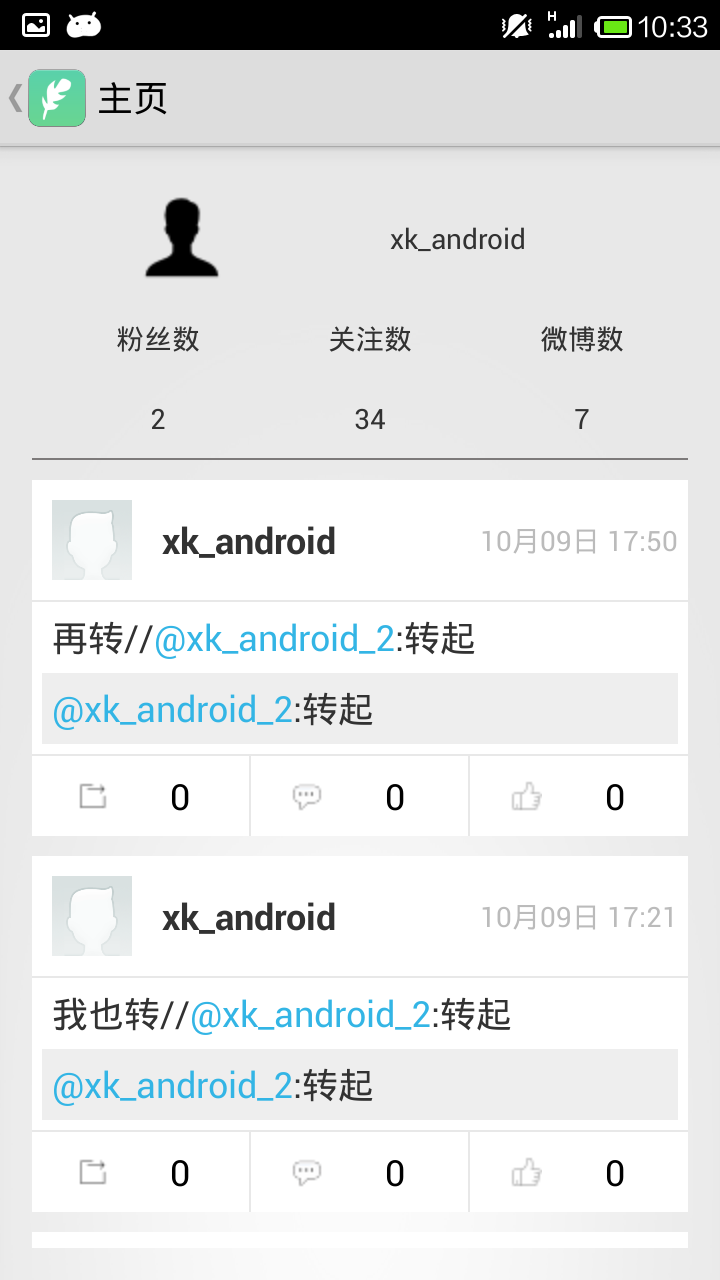 H 10:33
主页
xk_android
粉丝数 关注数 微博数
2 34 7
xk_android 10月09日 17:50
再转//@xk_android_2:转起
@xk_android_2:转起
0 0 0
xk_android 10月09日 17:21
我也转//@xk_android_2:转起
@xk_android_2:转起
0 0 0